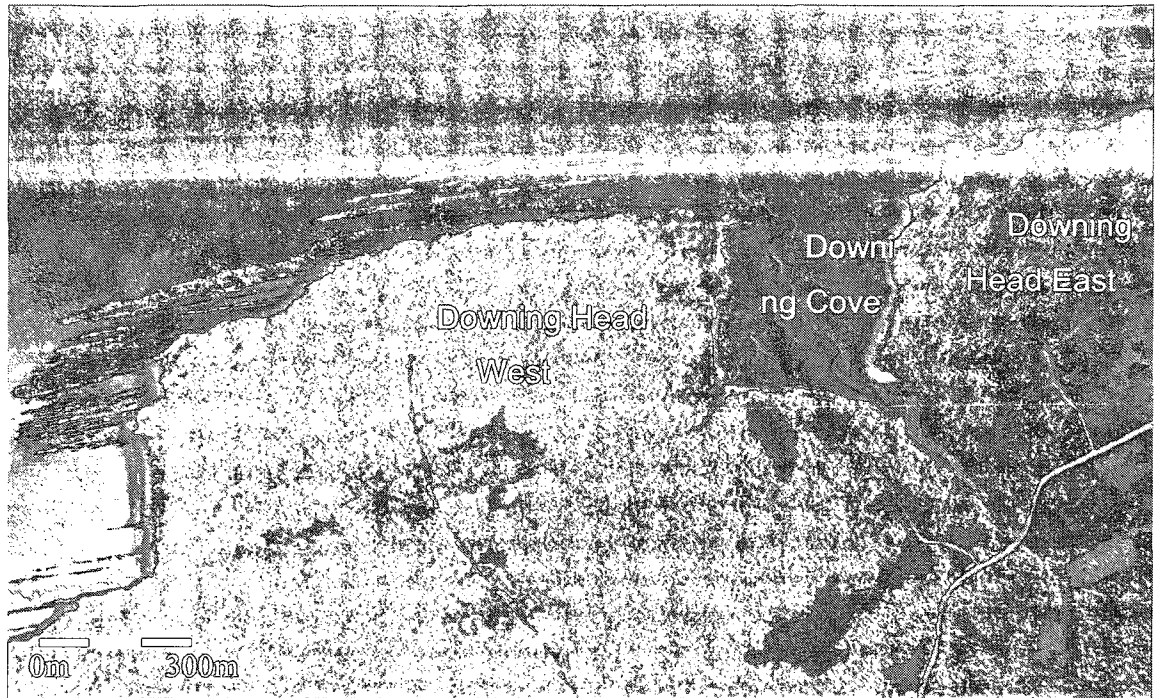 N
Downing
Head East
Downi
ng Cove
Downing Head
West
0m 300m